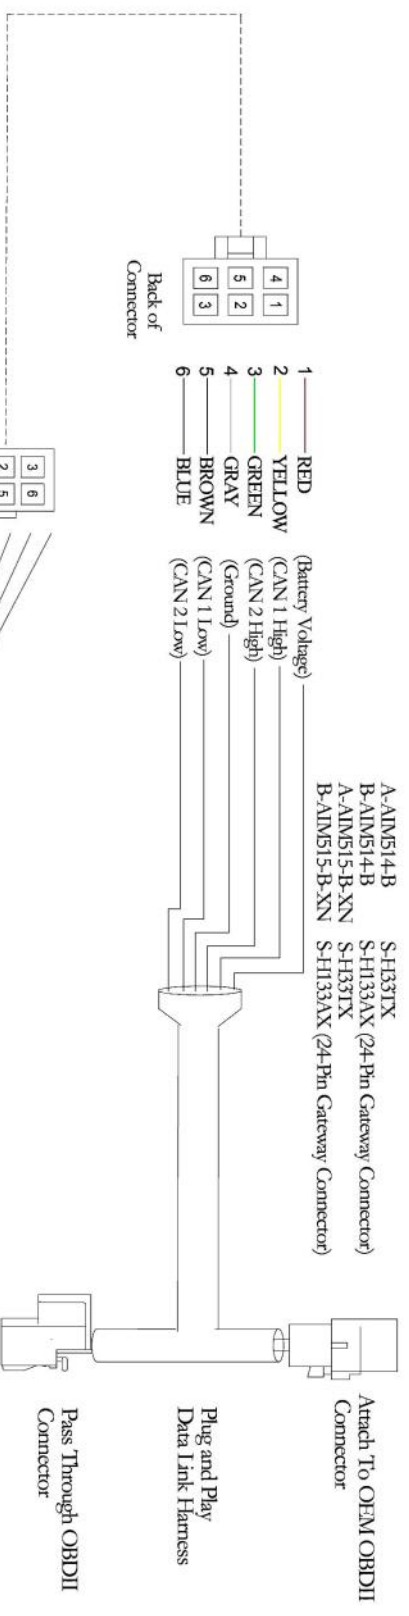 A-AIM514-B S-H33TX
B-AIM514-B S-H133AX (24-Pin Gateway Connector)
A-AIM515-B-XN S-H33TX
B-AIM515-B-XN S-H133AX (24-Pin Gateway Connector)
4 1
5 2
6 3
Back of
Connector
1 RED (Battery Voltage)
2 YELLOW (CAN 1 High)
3 GREEN (CAN 2 High)
4 GRAY (Ground)
5 BROWN (CAN 1 Low)
6 BLUE (CAN 2 Low)
Attach To OEM OBDII
Connector
Plug and Play
Data Link Harness
Pass Through OBDII
Connector
3 6
2 5